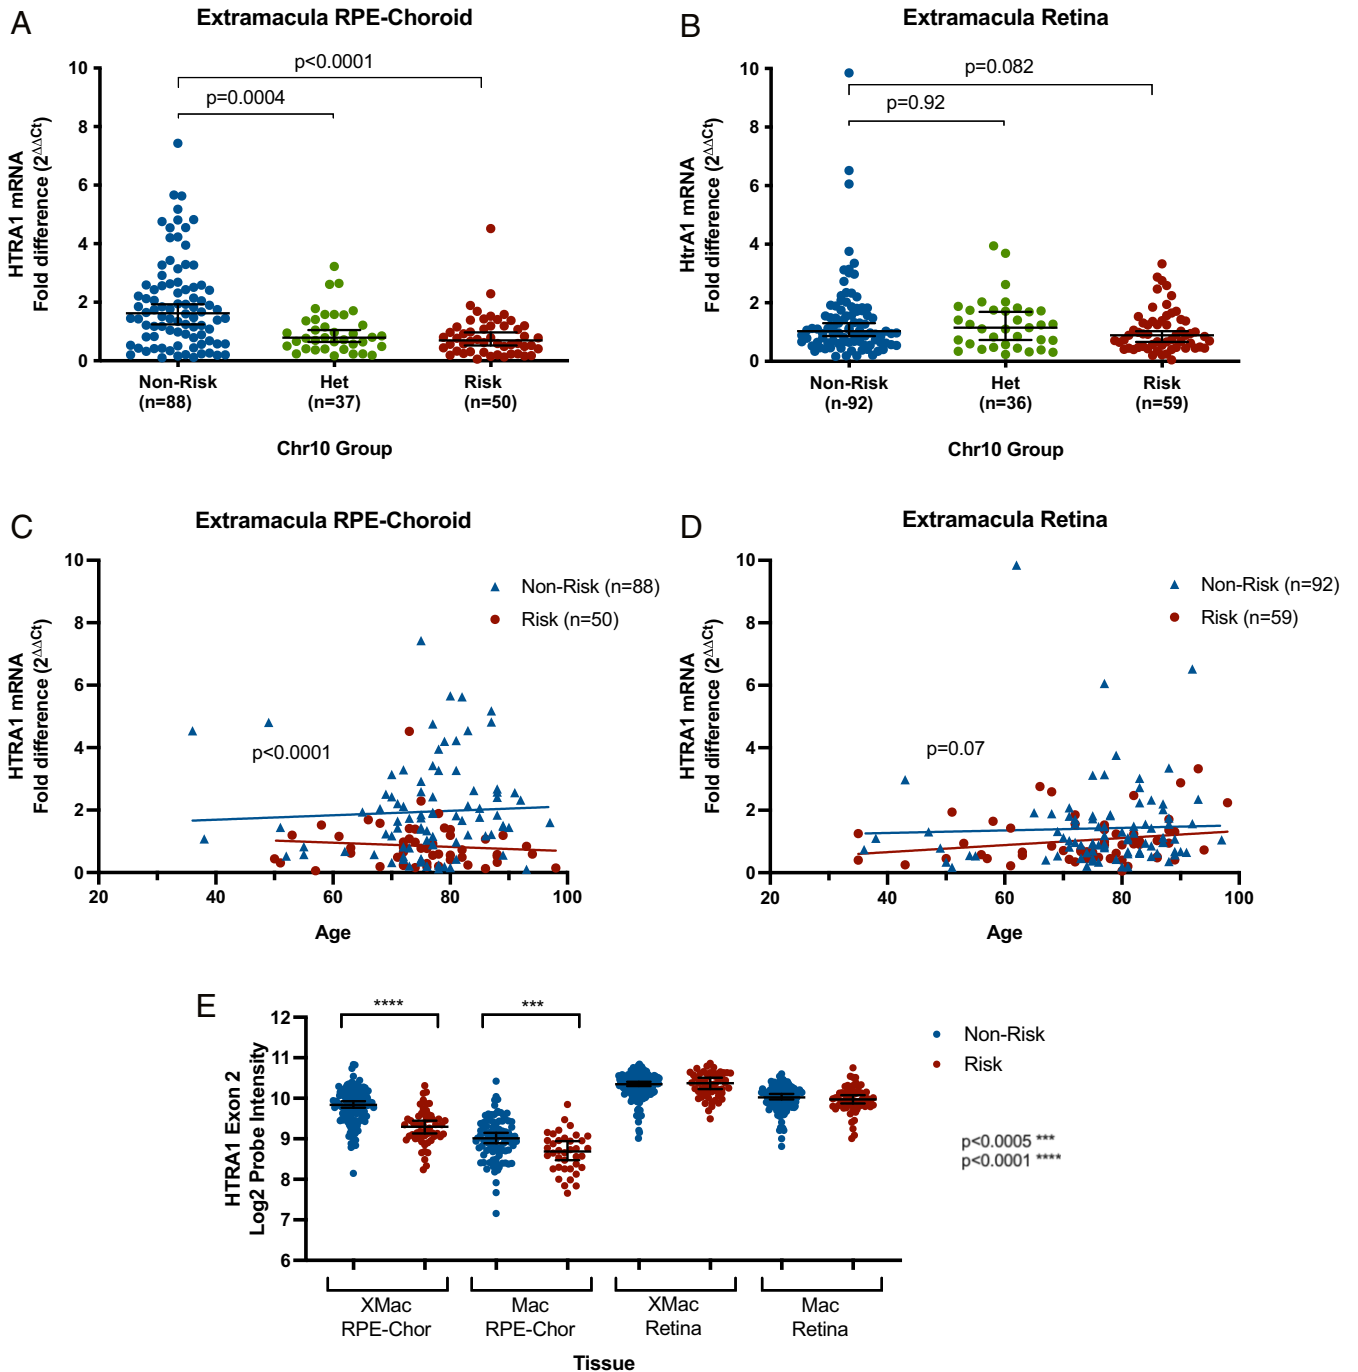 A
Extramacula RPE-Choroid
HTRA1 mRNA
Fold difference (2ΔΔCt)
10
8
6
4
2
0
p<0.0001
p=0.0004
Non-Risk
(n=88)
Het
(n=37)
Risk
(n=50)
Chr10 Group
B
Extramacula Retina
HtrA1 mRNA
Fold difference (2ΔΔCt)
10
8
6
4
2
0
p=0.082
p=0.92
Non-Risk
(n-92)
Het
(n=36)
Risk
(n=59)
Chr10 Group
C
Extramacula RPE-Choroid
HTRA1 mRNA
Fold difference (2ΔΔCt)
10
8
6
4
2
0
Non-Risk (n=88)
Risk (n=50)
p<0.0001
20 40 60 80 100
Age
D
Extramacula Retina
HTRA1 mRNA
Fold difference (2ΔΔCt)
10
8
6
4
2
0
Non-Risk (n=92)
Risk (n=59)
p=0.07
20 40 60 80 100
Age
E
HTRA1 Exon 2
Log2 Probe Intensity
12
11
10
9
8
7
6
**** ***
Non-Risk
Risk
p<0.0005 ***
p<0.0001 ****
XMac
RPE-Chor
Mac
RPE-Chor
XMac
Retina
Mac
Retina
Tissue